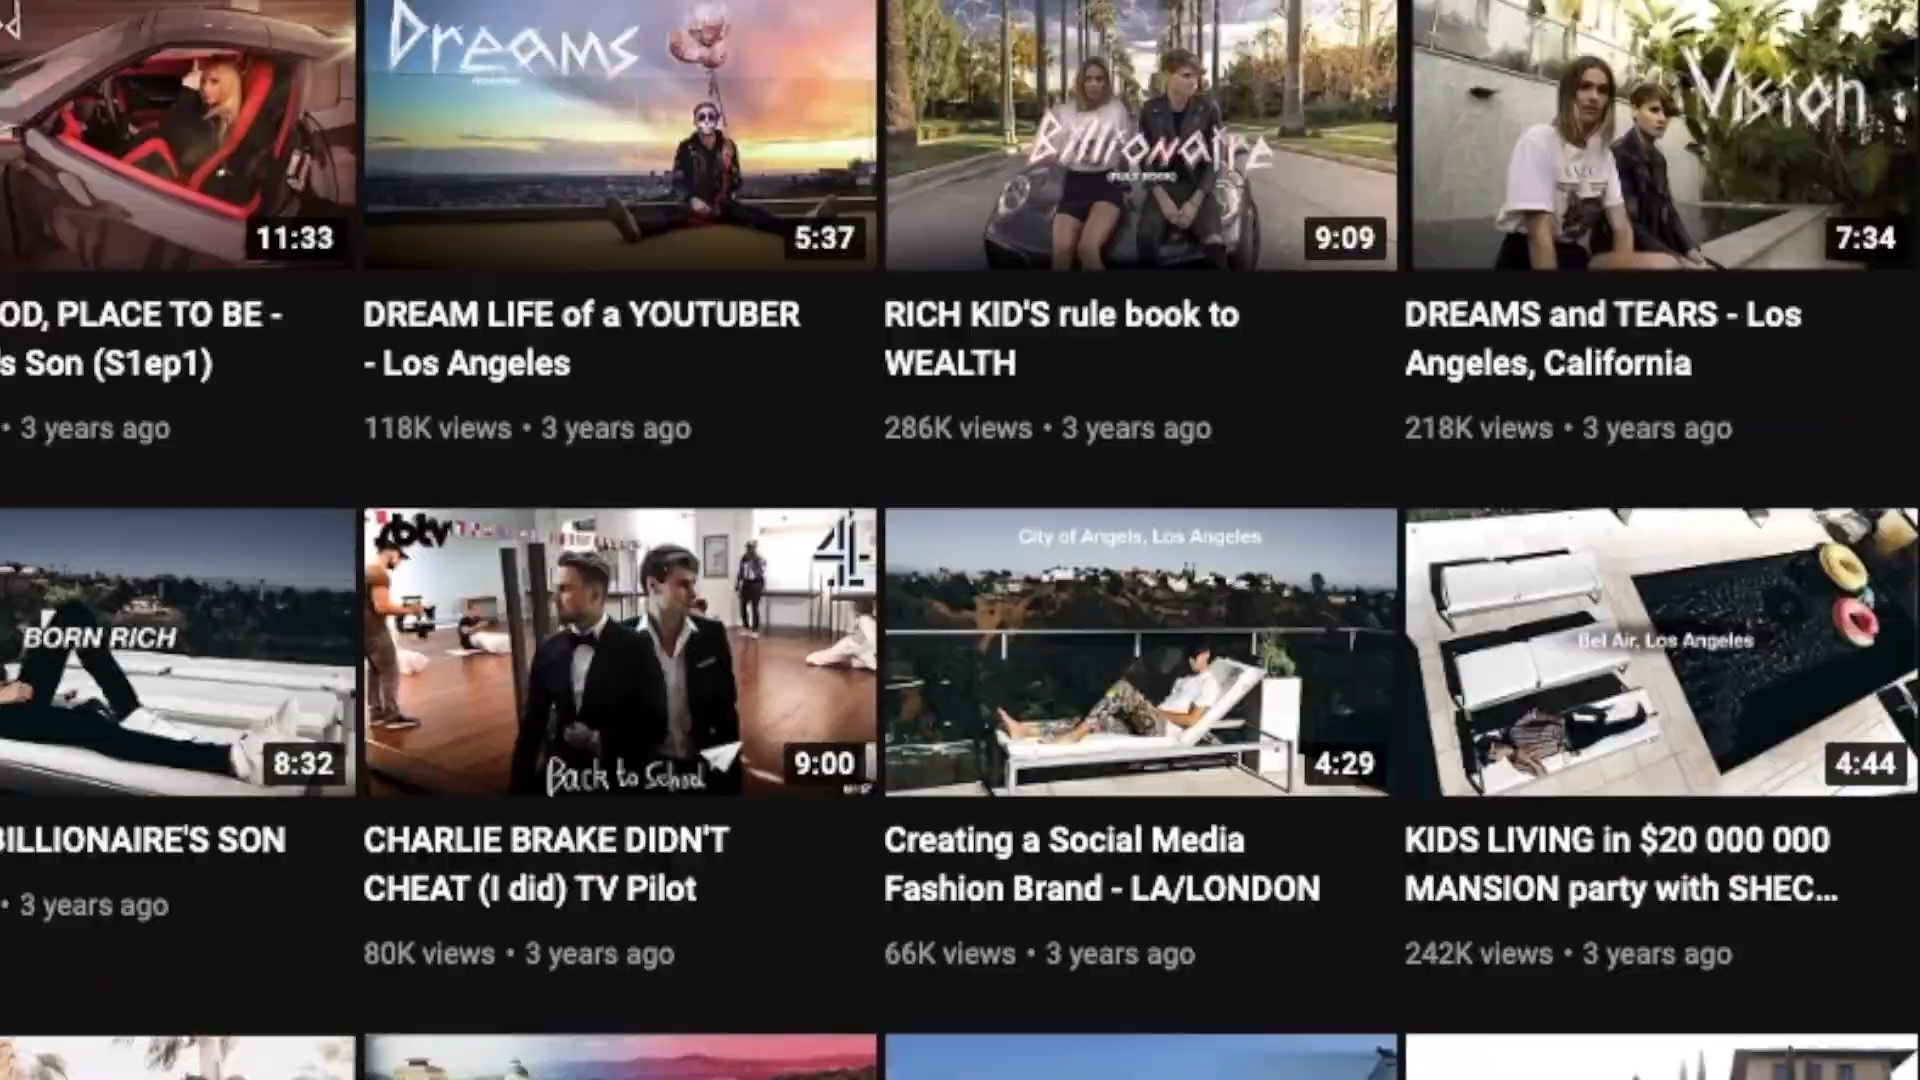 d
Dreams
11:33
5:37
Billionaire
(RULE BOOK)
9:09
Vision
7:34
OD, PLACE TO BE -
s Son (S1ep1)
• 3 years ago
DREAM LIFE of a YOUTUBER
- Los Angeles
118K views • 3 years ago
RICH KID'S rule book to
WEALTH
286K views • 3 years ago
DREAMS and TEARS - Los
Angeles, California
218K views • 3 years ago
BORN RICH
8:32
btv
4
Back to School
9:00
City of Angels, Los Angeles
4:29
Bel Air, Los Angeles
4:44
BILLIONAIRE'S SON
• 3 years ago
CHARLIE BRAKE DIDN'T
CHEAT (I did) TV Pilot
80K views • 3 years ago
Creating a Social Media
Fashion Brand - LA/LONDON
66K views • 3 years ago
KIDS LIVING in $20 000 000
MANSION party with SHEC...
242K views • 3 years ago